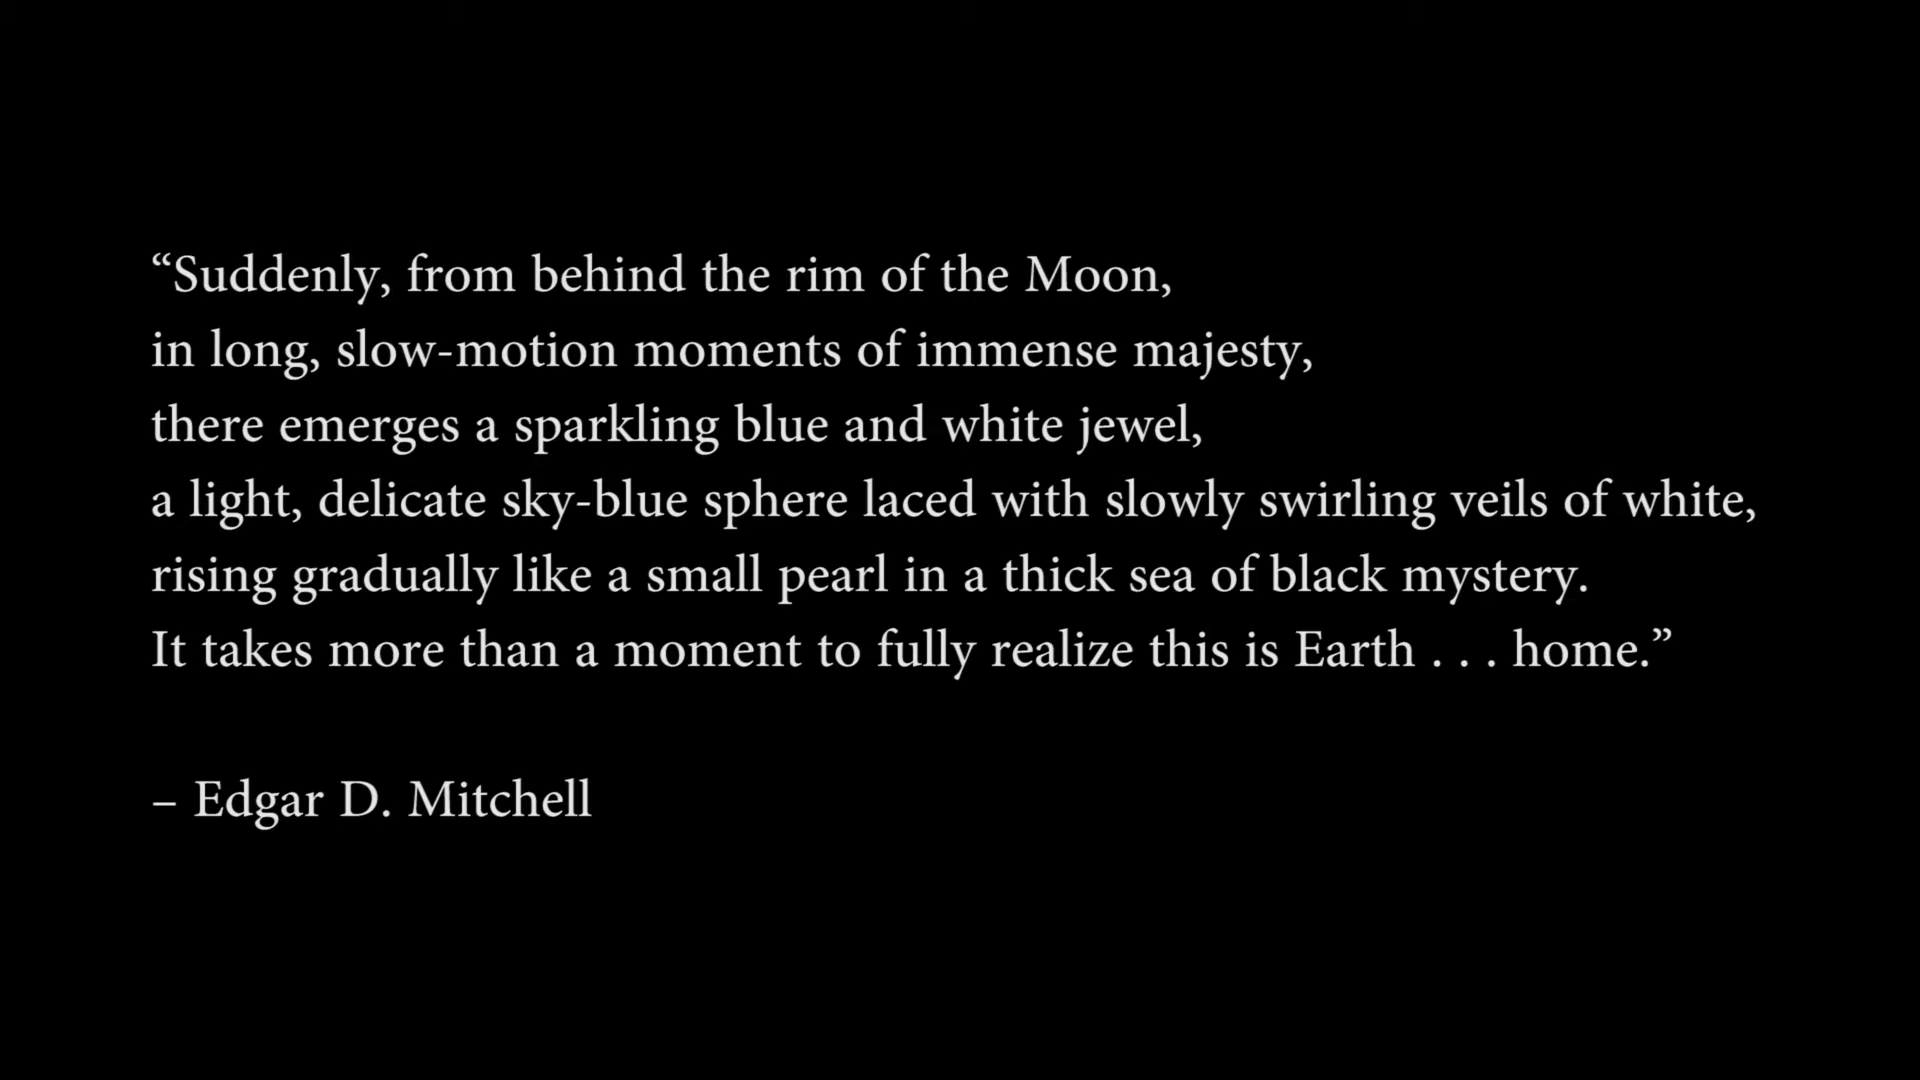 “Suddenly, from behind the rim of the Moon,
in long, slow-motion moments of immense majesty,
there emerges a sparkling blue and white jewel,
a light, delicate sky-blue sphere laced with slowly swirling veils of white,
rising gradually like a small pearl in a thick sea of black mystery.
It takes more than a moment to fully realize this is Earth . . . home.”
– Edgar D. Mitchell